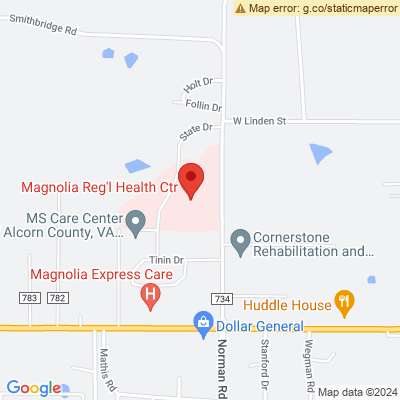 Map error: g.co/staticmaperror
Smithbridge Rd
Holt Dr
Follin Dr
State Dr
W Linden St
Magnolia Reg'l Health Ctr
MS Care Center
Alcorn County, VA...
Cornerstone
Rehabilitation and...
Tinin Dr
Magnolia Express Care
H
783
782
734
Huddle House
Dollar General
Mathis Rd
Norman Rd
Stanford Dr
Wegman Rd
Google
Map data ©2024